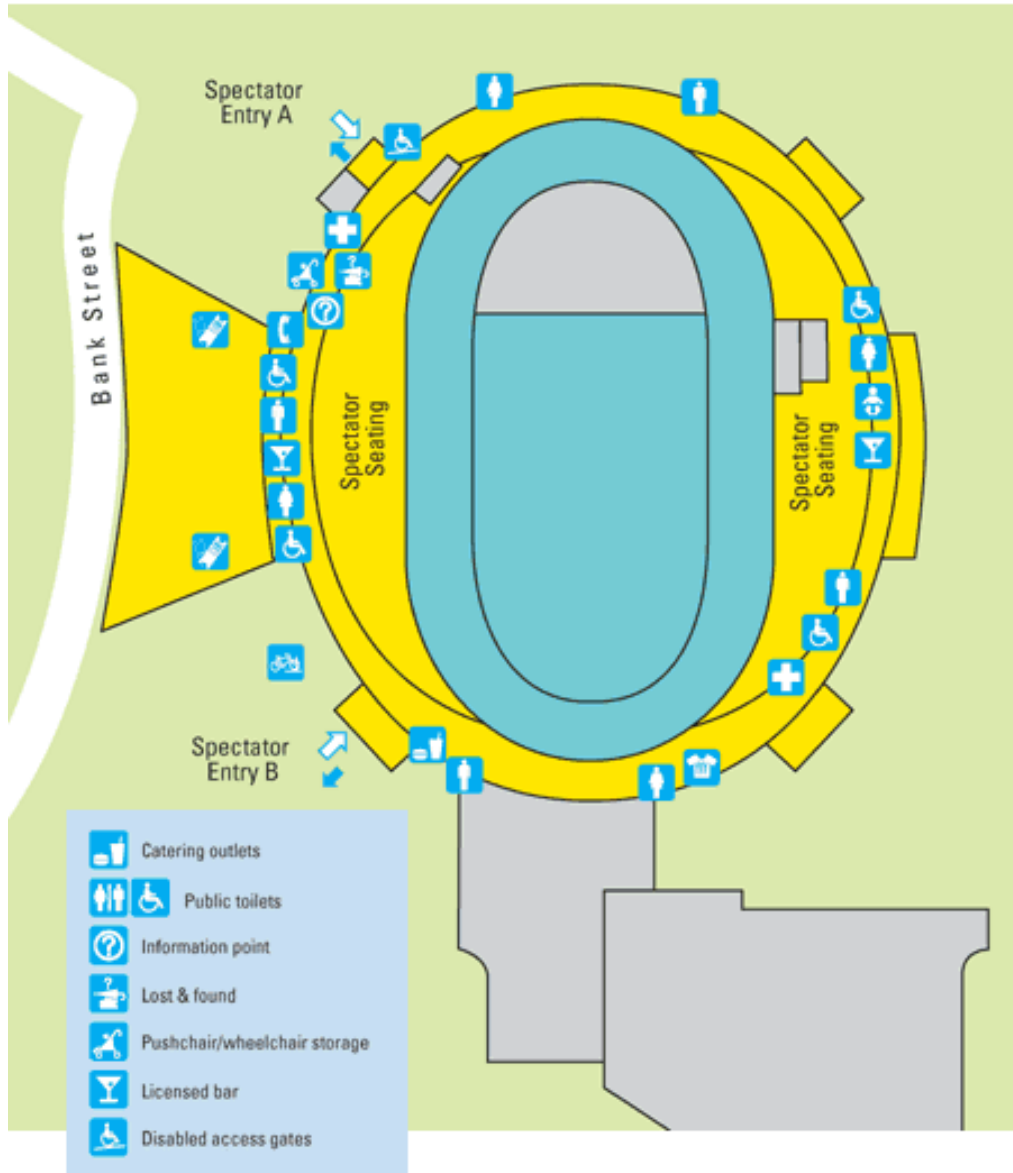 Spectator
Entry A
Bank Street
Spectator
Seating
Spectator
Seating
Spectator
Entry B
Catering outlets
Public toilets
Information point
Lost & found
Pushchair/wheelchair storage
Licensed bar
Disabled access gates